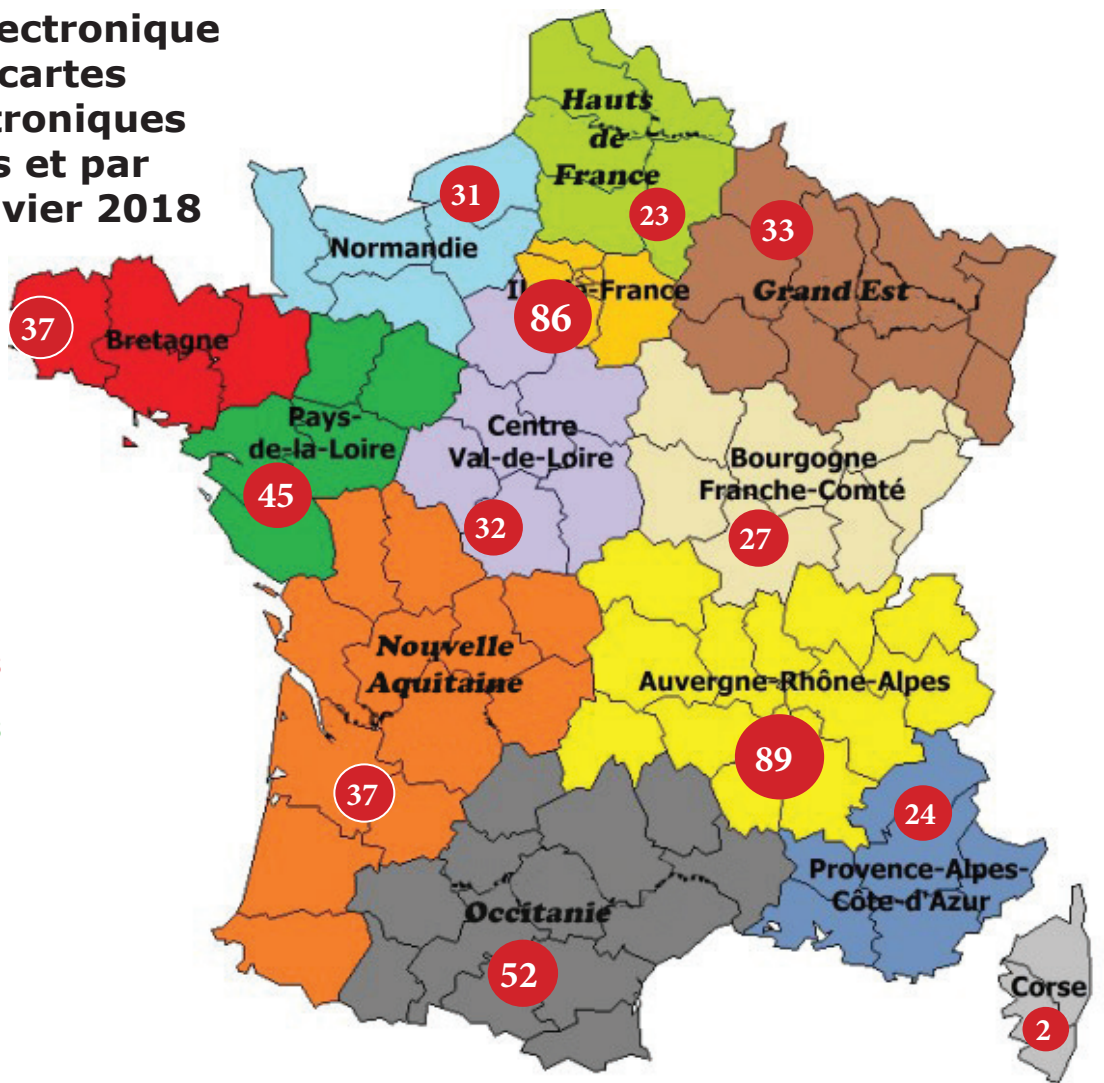 lectronique
cartes
troniques
s et par
vier 2018
Hauts
de
France
23
31
Normandie
33
Grand Est
86
37
Bretagne
Pays-
de-la-Loire
45
Centre
Val-de-Loire
32
Bourgogne
Franche-Comté
27
Nouvelle
Aquitaine
37
Auvergne-Rhône-Alpes
89
24
Provence-Alpes-
Côte-d'Azur
Occitanie
52
Corse
2